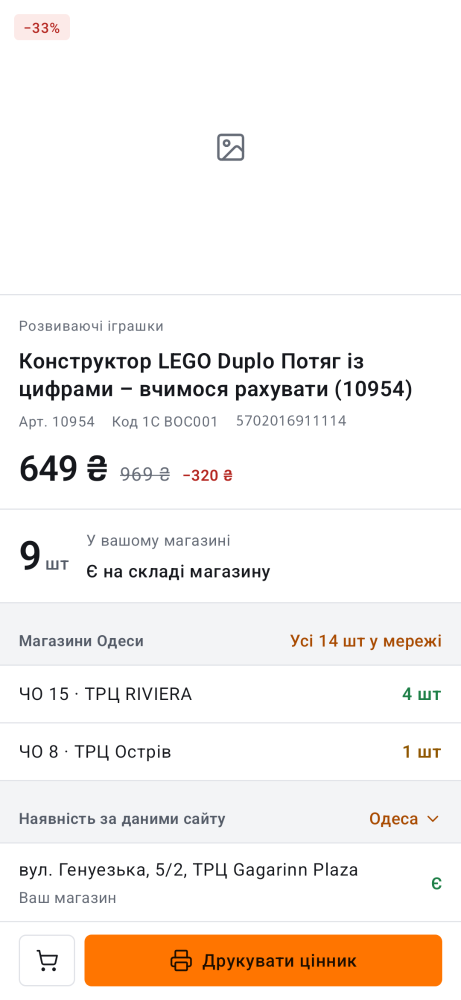 −33%
Розвиваючі іграшки
Конструктор LEGO Duplo Потяг із
цифрами – вчимося рахувати (10954)
Арт. 10954 Код 1С BOC001 5702016911114
649 ₴ 969 ₴ −320 ₴
9 шт
У вашому магазині
Є на складі магазину
Магазини Одеси Усі 14 шт у мережі
ЧО 15 · ТРЦ RIVIERA 4 шт
ЧО 8 · ТРЦ Острів 1 шт
Наявність за даними сайту Одеса
вул. Генуезька, 5/2, ТРЦ Gagarinn Plaza
Є
Ваш магазин
Друкувати цінник